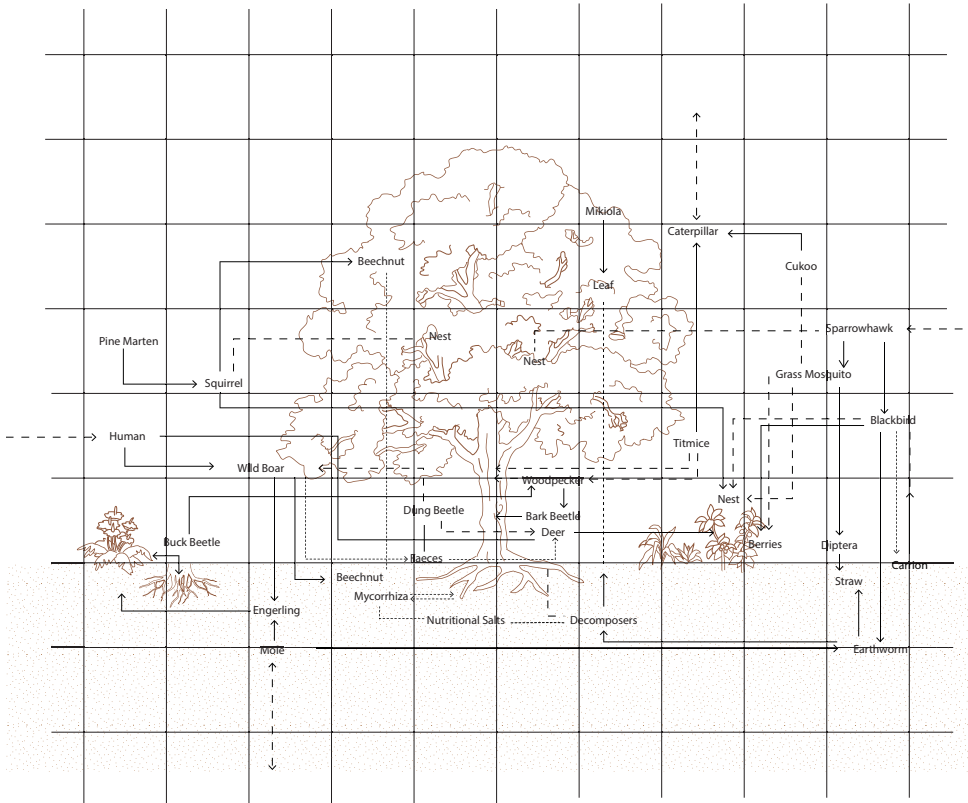 Mikiola
Caterpillar
Beechnut
Cukoo
Leaf
Sparrowhawk
Nest
Pine Marten
Nest
Grass Mosquito
Squirrel
Blackbird
Human
Titmice
Wild Boar
Woodpecker
Nest
Dung Beetle
Bark Beetle
Deer
Buck Beetle
Berries
Diptera
Faeces
Carrion
Beechnut
Straw
Mycorrhiza
Engerling
Nutritional Salts
Decomposers
Mole
Earthworm